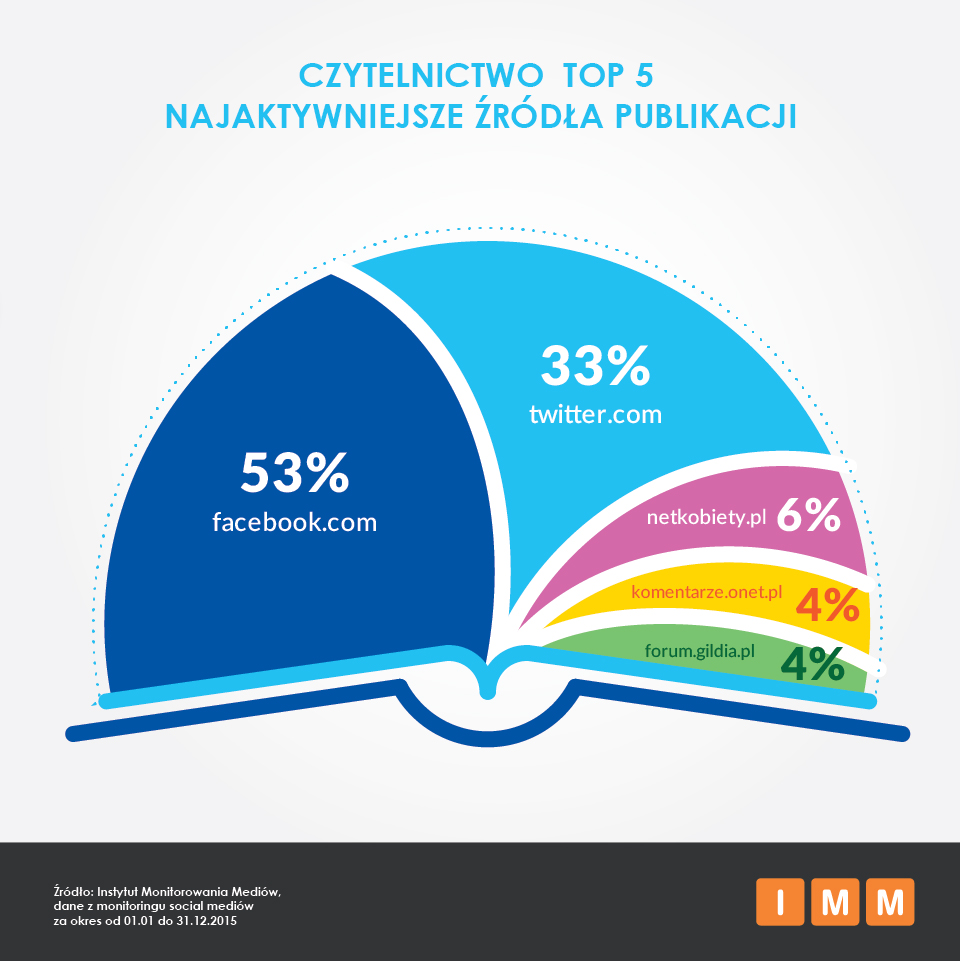 CZYTELNICTWO TOP 5
NAJAKTYWNIEJSZE ŹRÓDŁA PUBLIKACJI
33%
twitter.com
53%
facebook.com
netkobiety.pl 6%
komentarze.onet.pl 4%
forum.gildia.pl 4%
Źródło: Instytut Monitorowania Mediów,
dane z monitoringu social mediów
za okres od 01.01 do 31.12.2015
I M M